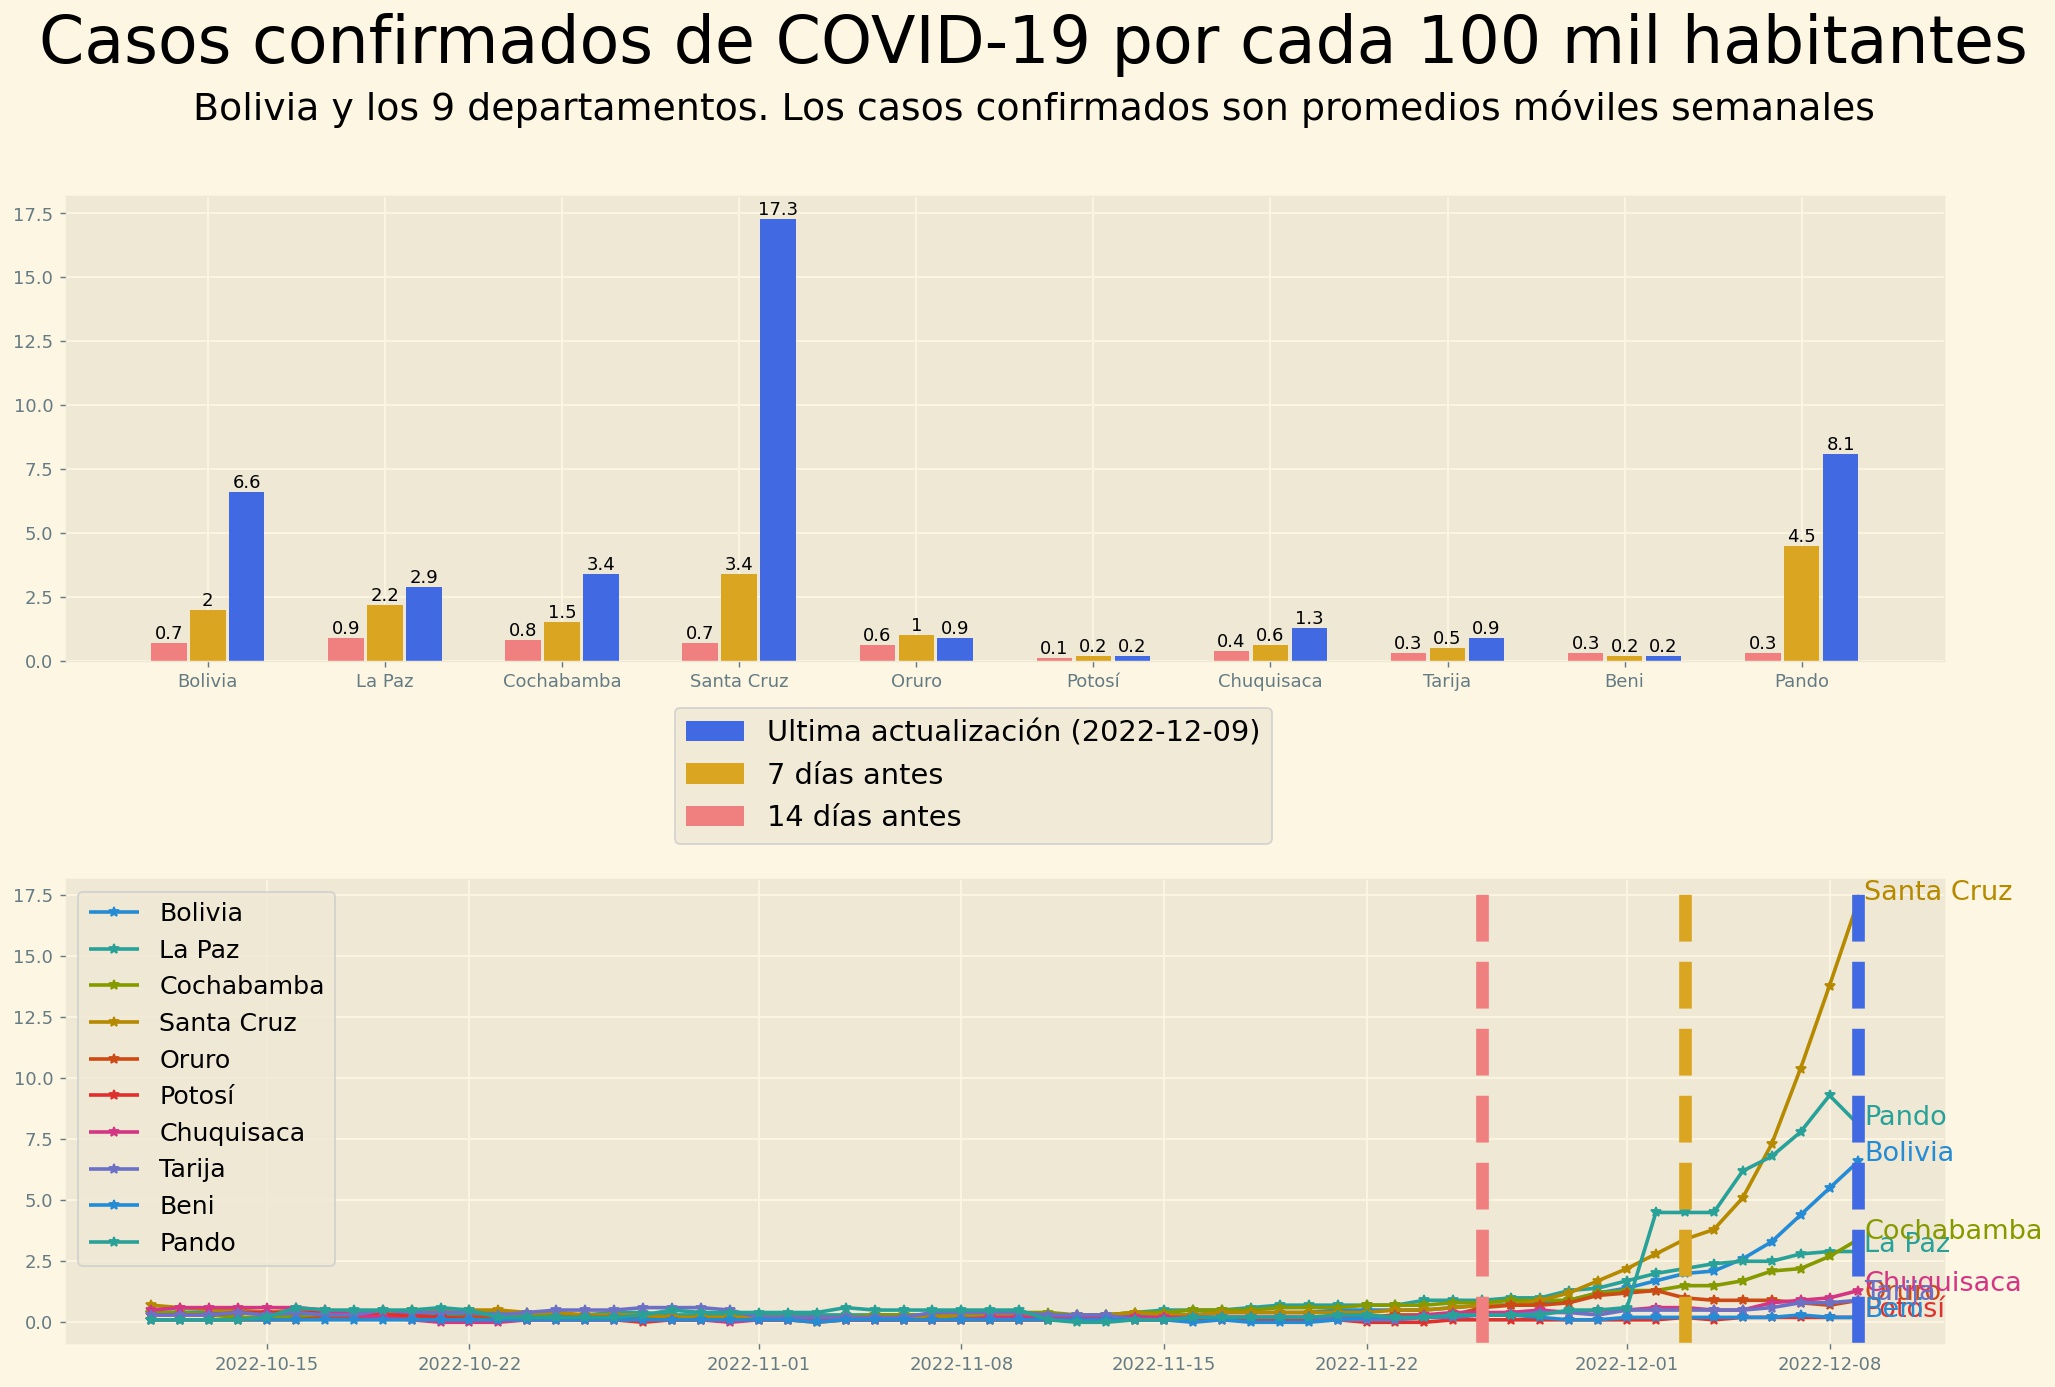 Casos confirmados de COVID-19 por cada 100 mil habitantes
Bolivia y los 9 departamentos. Los casos confirmados son promedios móviles semanales
17.5
15.0
12.5
10.0
7.5
5.0
2.5
0.0
0.7 2 6.6
0.9 2.2 2.9
0.8 1.5 3.4
0.7 3.4 17.3
0.6 1 0.9
0.1 0.2 0.2
0.4 0.6 1.3
0.3 0.5 0.9
0.3 0.2 0.2
0.3 4.5 8.1
Bolivia La Paz Cochabamba Santa Cruz Oruro Potosí Chuquisaca Tarija Beni Pando
Ultima actualización (2022-12-09)
7 días antes
14 días antes
17.5
15.0
12.5
10.0
7.5
5.0
2.5
0.0
Bolivia
La Paz
Cochabamba
Santa Cruz
Oruro
Potosí
Chuquisaca
Tarija
Beni
Pando
Santa Cruz
Pando
Bolivia
Cochabamba
La Paz
Chuquisaca
Potosí
2022-10-15 2022-10-22 2022-11-01 2022-11-08 2022-11-15 2022-11-22 2022-12-01 2022-12-08